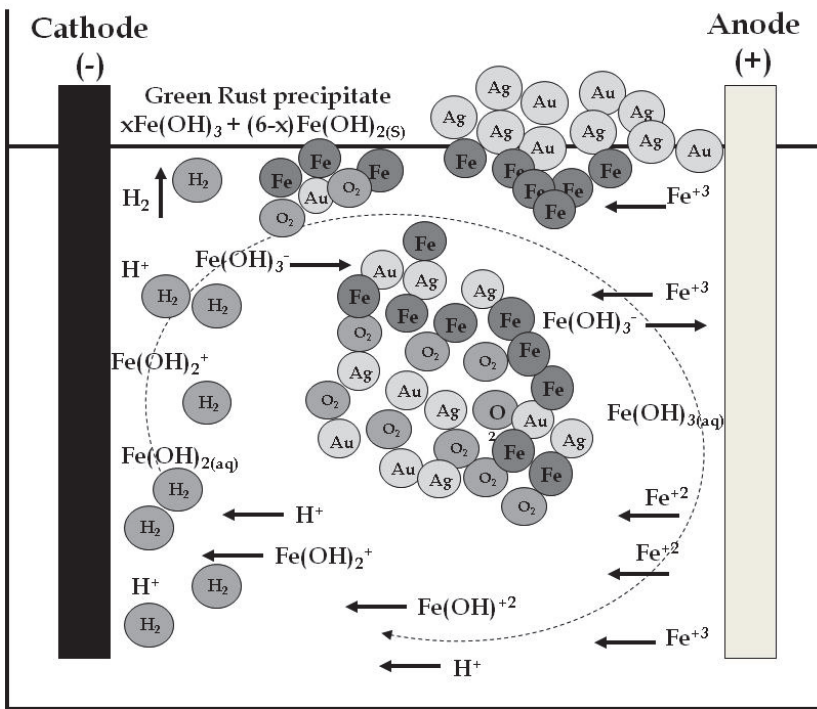 Cathode
(-)
Anode
(+)
Green Rust precipitate
xFe(OH)₃ + (6-x)Fe(OH)₂₍S₎
Ag
Au
Au
Ag
Ag
Ag
Au
Ag
Ag
Au
Fe
Fe
Fe
Fe
Fe
Au
O₂
O₂
Fe
Fe
Fe
Fe
Fe
H₂
H₂
Fe⁺³
Fe(OH)₃⁻
Fe
Au
Ag
H⁺
H₂
H₂
Fe
Ag
Fe⁺³
Fe
Fe
Fe
Fe(OH)₃⁻
O₂
O₂
O₂
Fe
Fe(OH)₂⁺
H₂
Ag
Fe
O₂
Au
Ag
O
2
Au
Fe(OH)₃₍aq₎
Au
O₂
O₂
Fe
Ag
Fe(OH)₂₍aq₎
H₂
Au
Ag
O₂
Fe
O₂
H₂
H⁺
Fe⁺²
Fe(OH)₂⁺
Fe⁺²
H⁺
H₂
H₂
Fe(OH)⁺²
Fe⁺³
H⁺